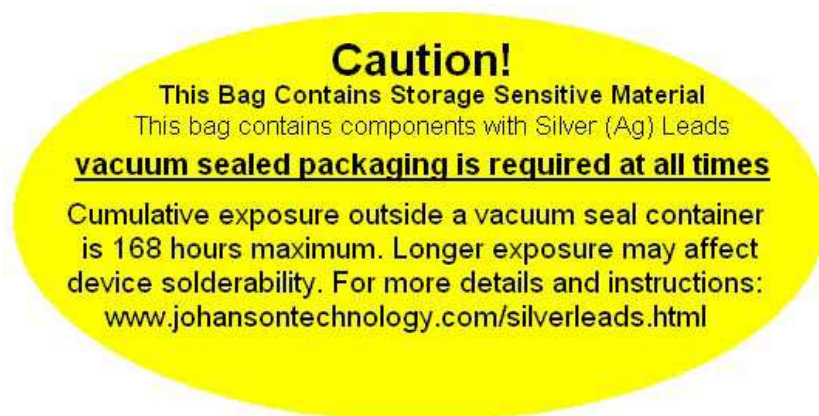 Caution!
This Bag Contains Storage Sensitive Material
This bag contains components with Silver (Ag) Leads
vacuum sealed packaging is required at all times
Cumulative exposure outside a vacuum seal container
is 168 hours maximum. Longer exposure may affect
device solderability. For more details and instructions:
www.johansontechnology.com/silverleads.html